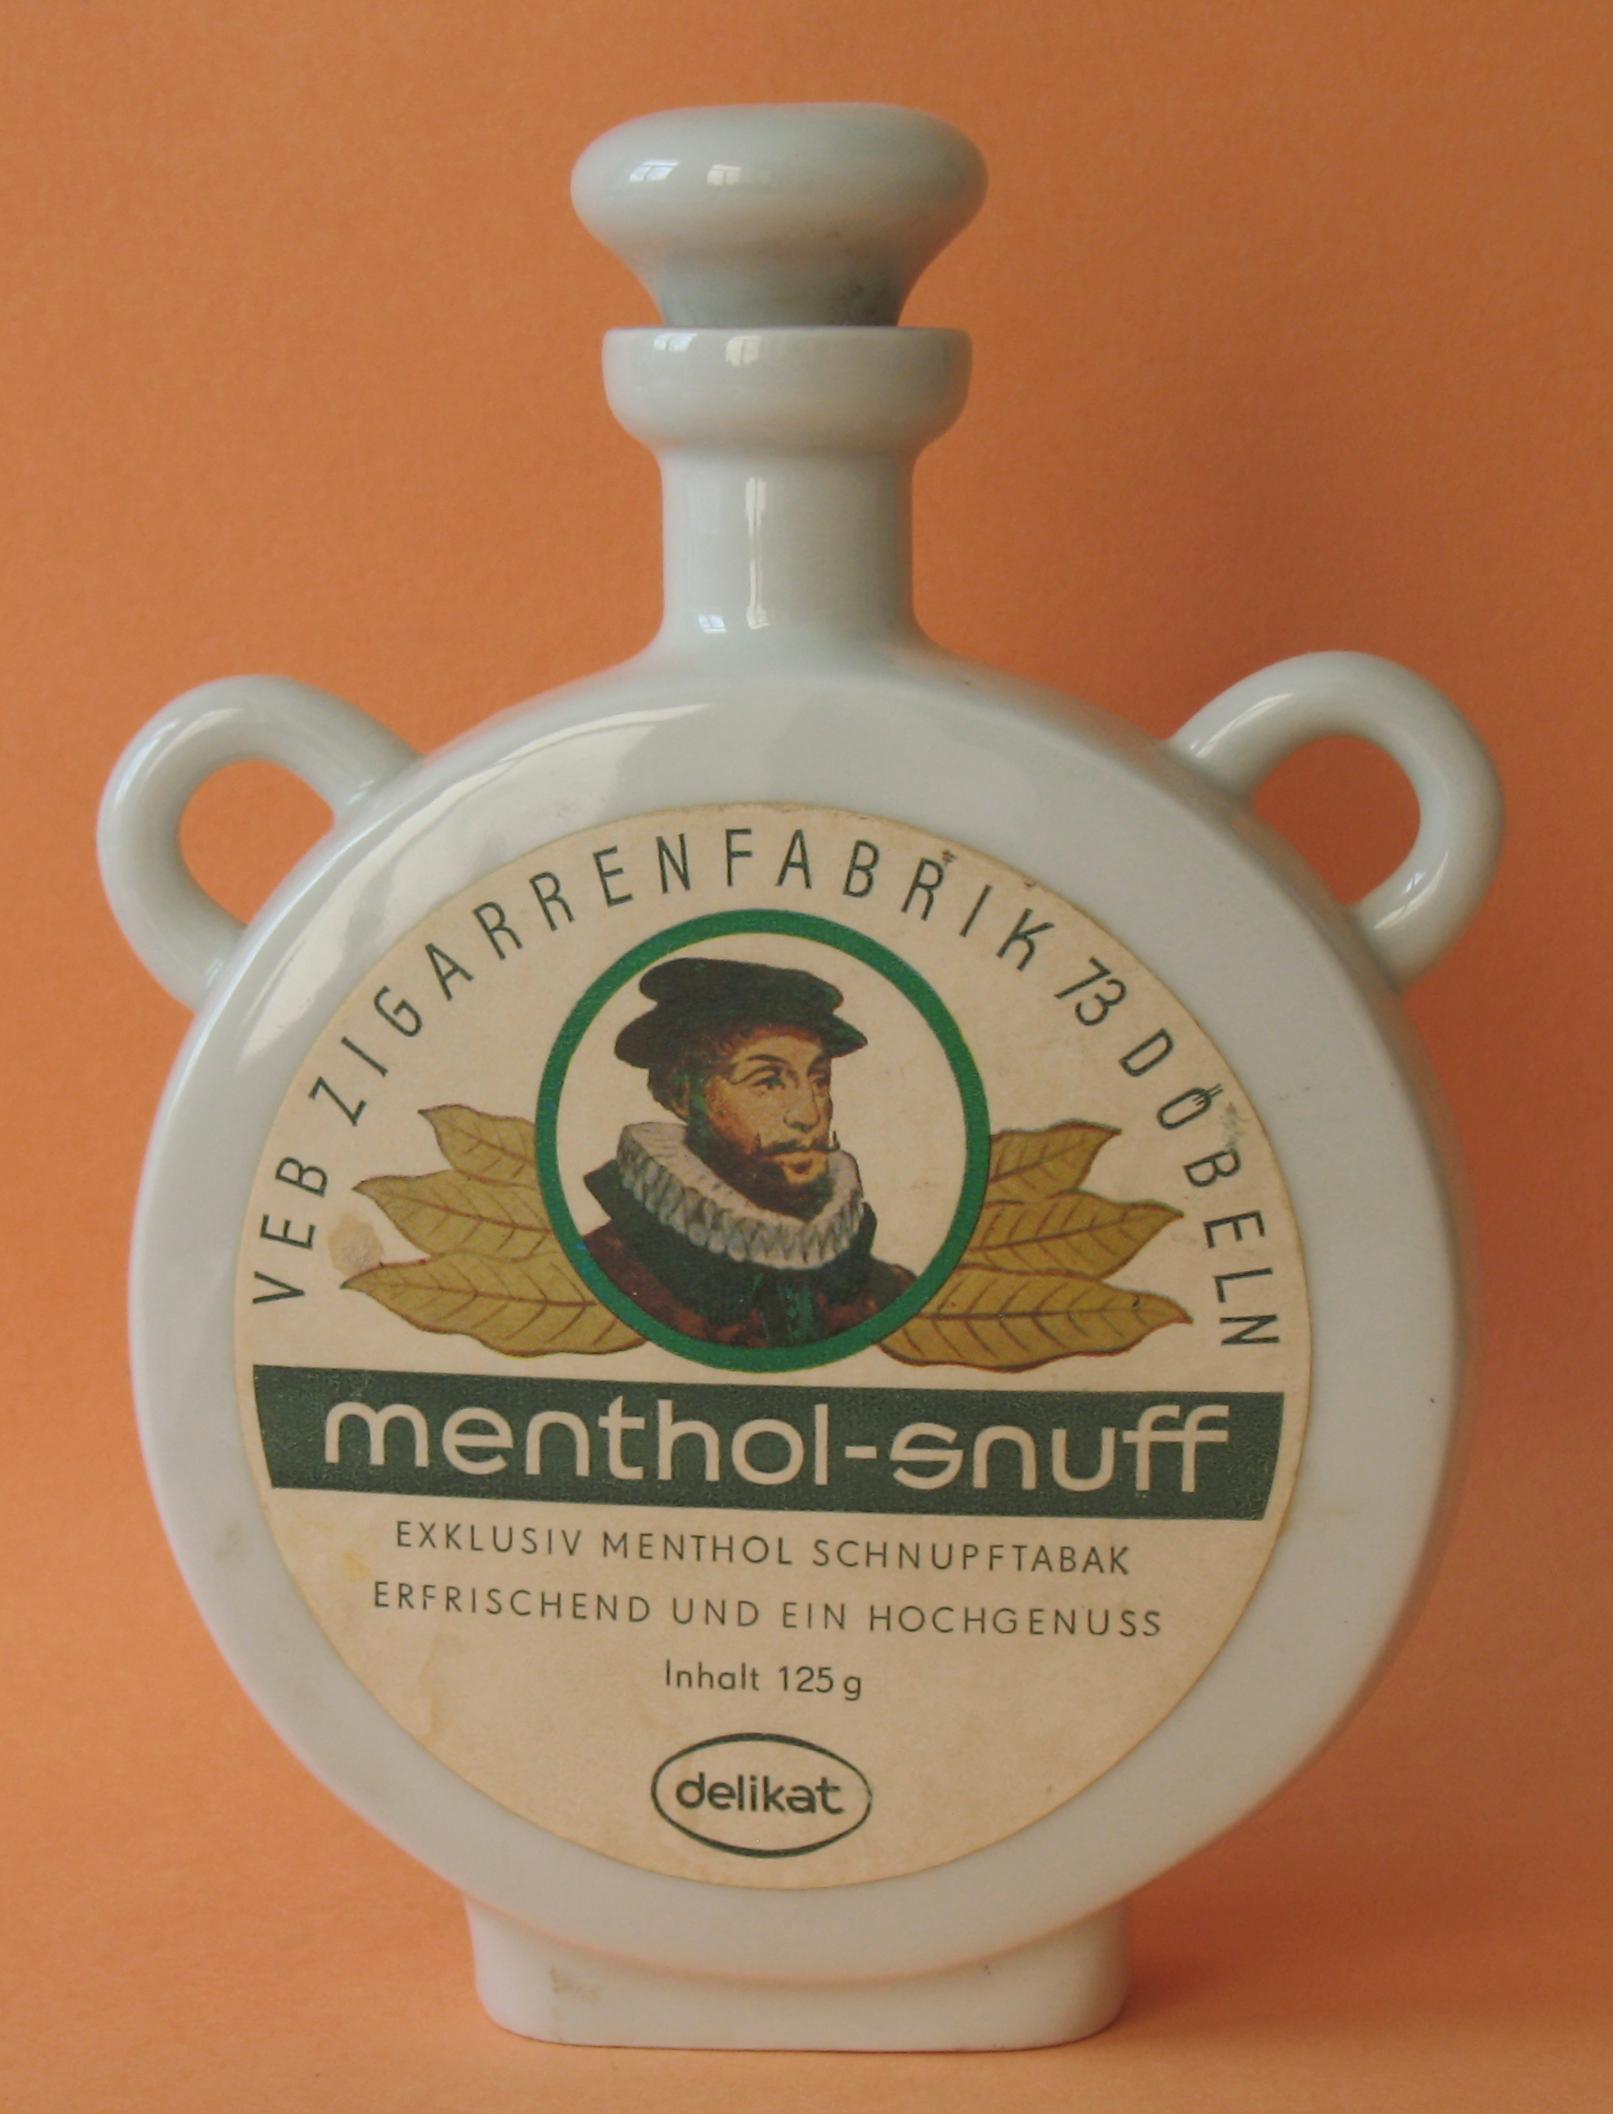 VEB ZIGARRENFABRIK 73 DÖBELN
menthol-snuff
EXKLUSIV MENTHOL SCHNUPFTABAK
ERFRISCHEND UND EIN HOCHGENUSS
Inhalt 125 g
delikat